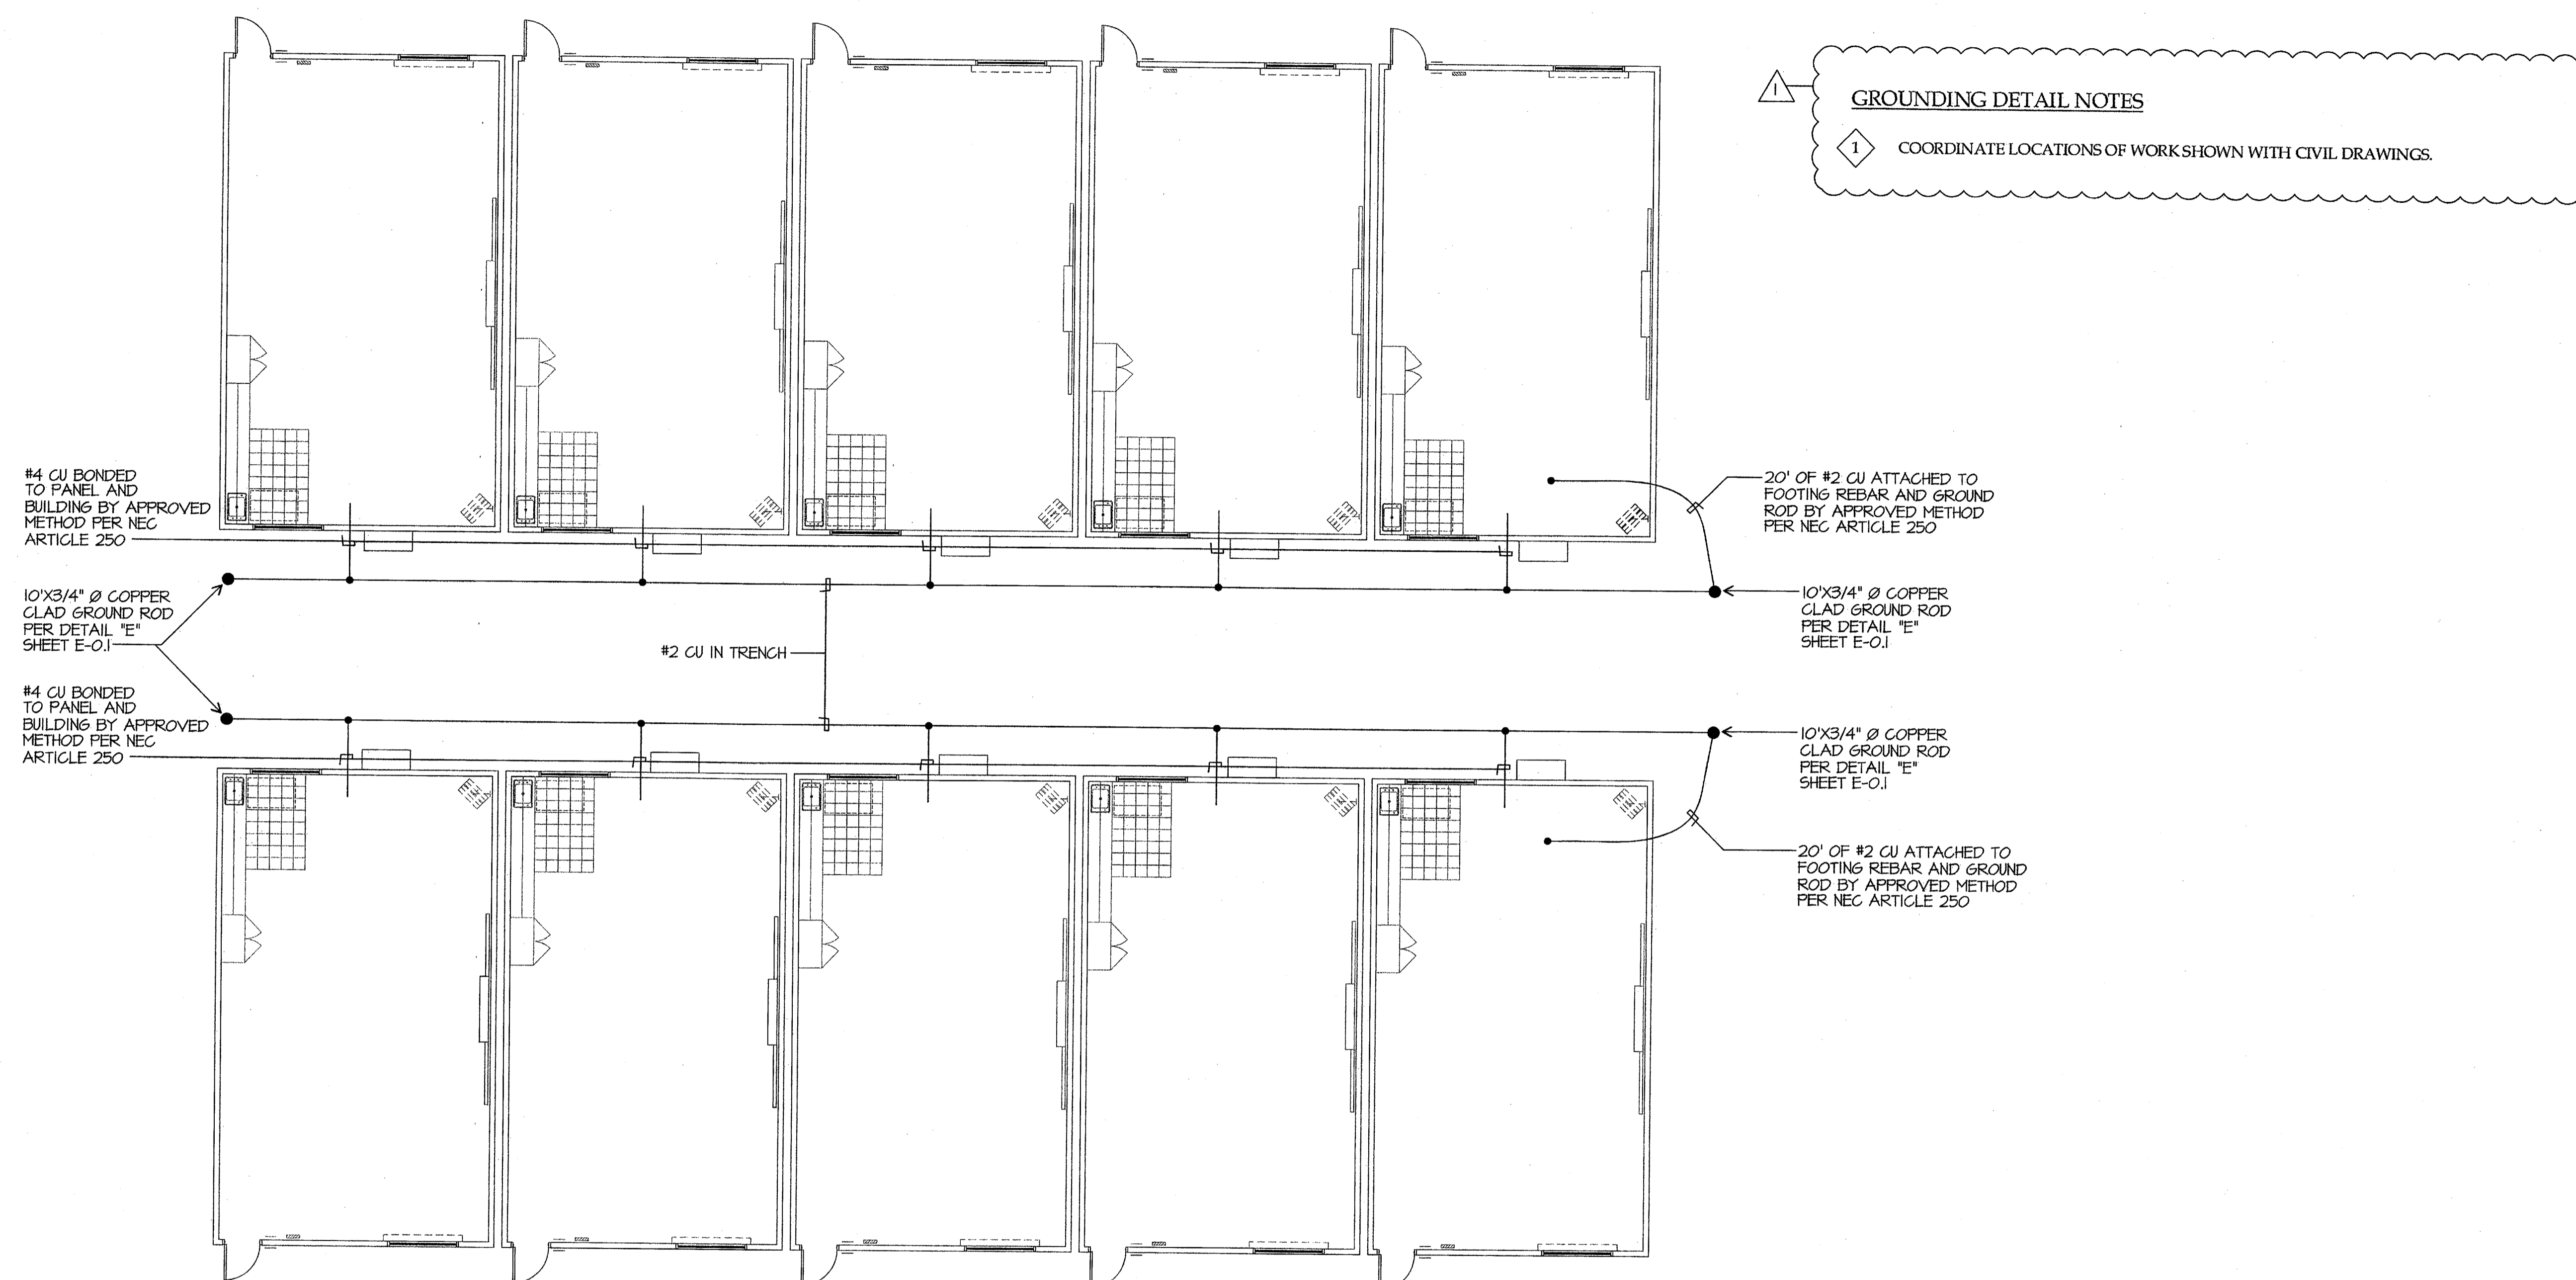 1
GROUNDING DETAIL NOTES
1 COORDINATE LOCATIONS OF WORK SHOWN WITH CIVIL DRAWINGS.
#4 CU BONDED
TO PANEL AND
BUILDING BY APPROVED
METHOD PER NEC
ARTICLE 250
20' OF #2 CU ATTACHED TO
FOOTING REBAR AND GROUND
ROD BY APPROVED METHOD
PER NEC ARTICLE 250
10'X3/4" Ø COPPER
CLAD GROUND ROD
PER DETAIL "E"
SHEET E-0.1
10'X3/4" Ø COPPER
CLAD GROUND ROD
PER DETAIL "E"
SHEET E-0.1
#2 CU IN TRENCH
#4 CU BONDED
TO PANEL AND
BUILDING BY APPROVED
METHOD PER NEC
ARTICLE 250
10'X3/4" Ø COPPER
CLAD GROUND ROD
PER DETAIL "E"
SHEET E-0.1
20' OF #2 CU ATTACHED TO
FOOTING REBAR AND GROUND
ROD BY APPROVED METHOD
PER NEC ARTICLE 250